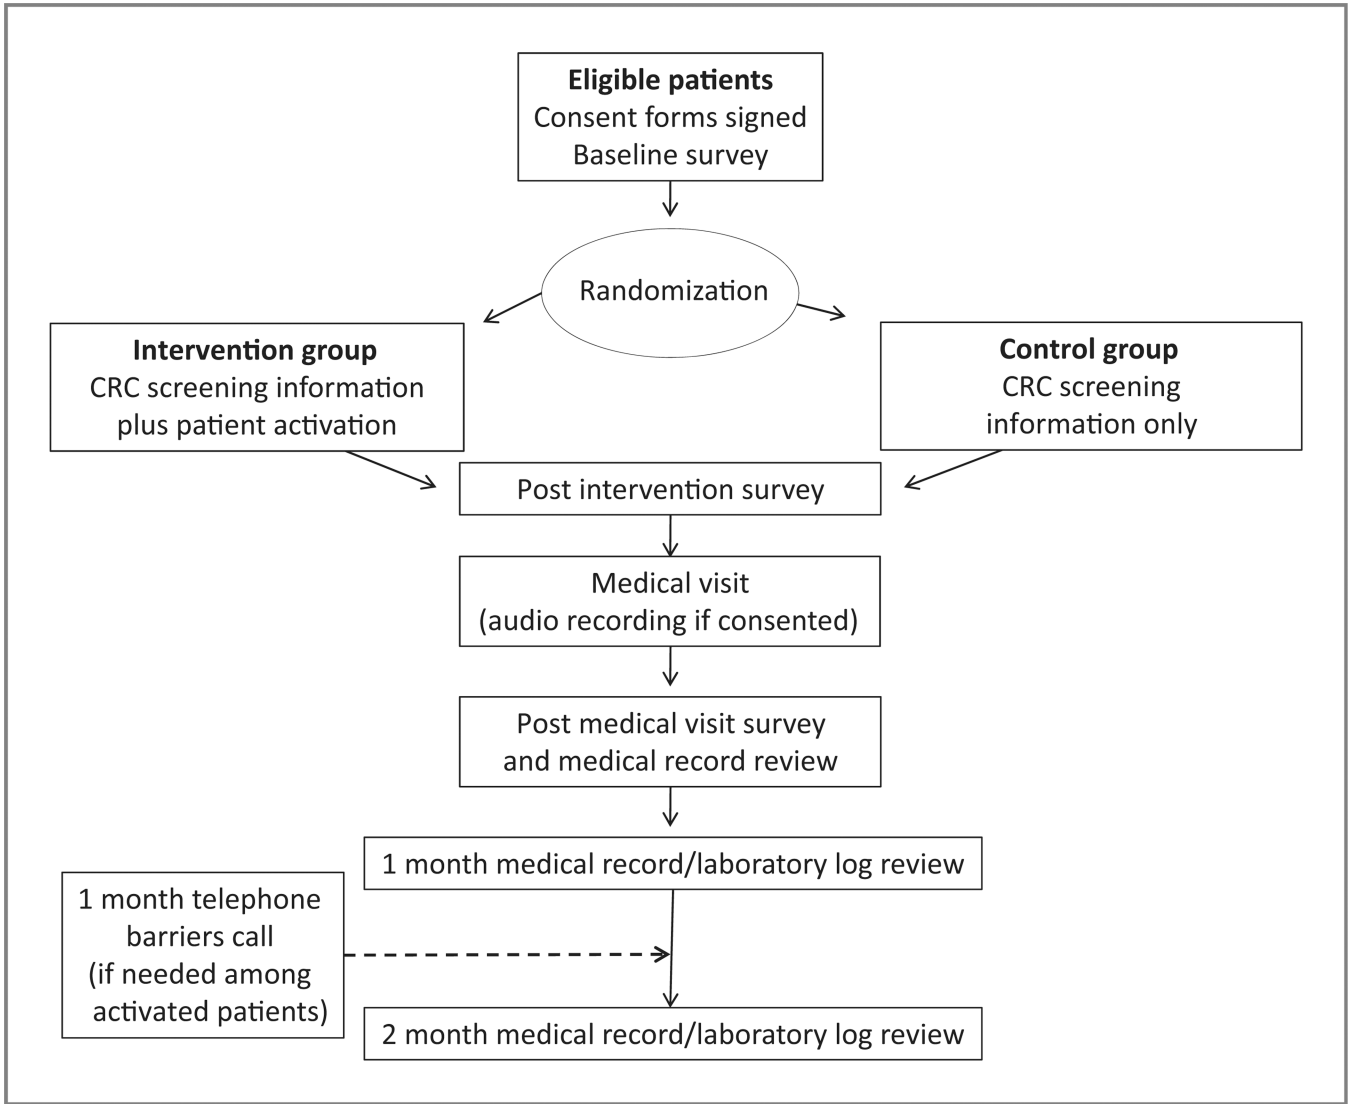 Eligible patients
Consent forms signed
Baseline survey
Randomization
Intervention group
CRC screening information
plus patient activation
Control group
CRC screening
information only
Post intervention survey
Medical visit
(audio recording if consented)
Post medical visit survey
and medical record review
1 month medical record/laboratory log review
1 month telephone
barriers call
(if needed among
activated patients)
2 month medical record/laboratory log review